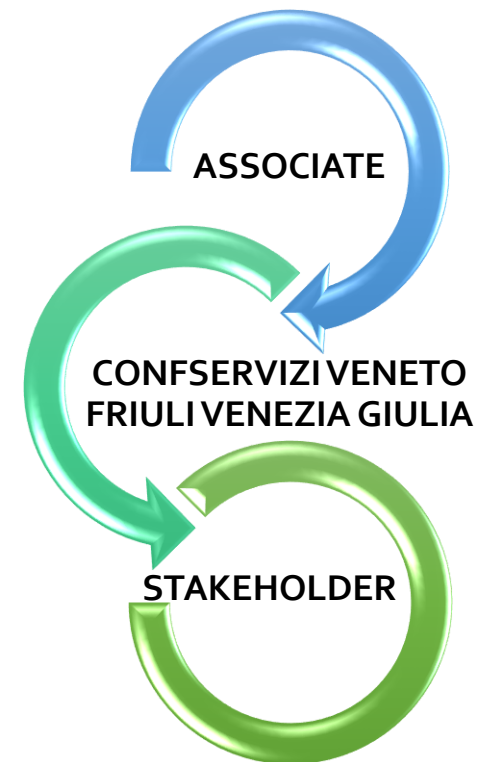 ASSOCIATE
CONFSERVIZI VENETO
FRIULI VENEZIA GIULIA
STAKEHOLDER